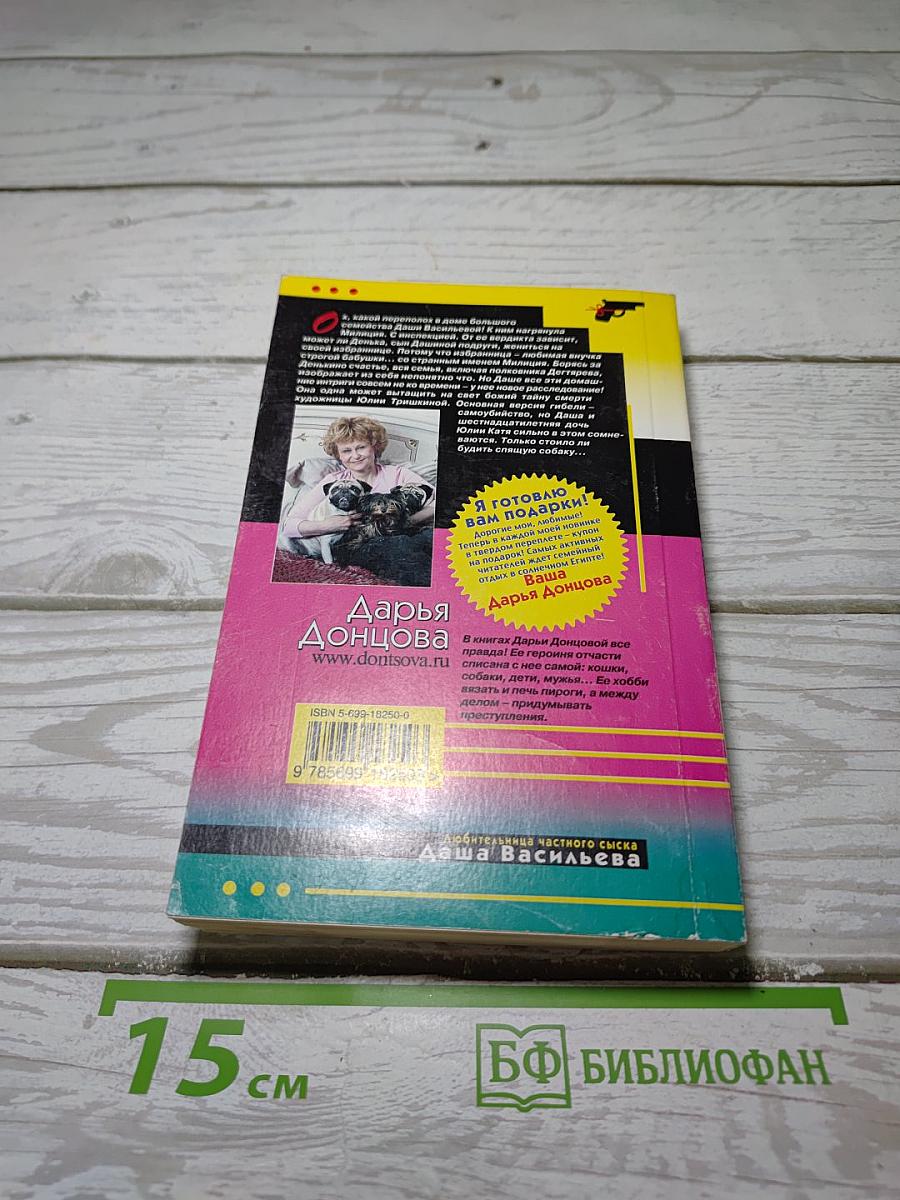 Ох, какой переполох в доме большого
семейства Даши Васильевой! К ним нагрянула
Милиция. С инспекцией. От ее вердикта зависит,
может ли Денька, сын Дашиной подруги, жениться на
своей избраннице. Потому что избранница – любимая внучка
строгой бабушки... со странным именем Милиция. Борясь за
Денькино счастье, вся семья, включая полковника Дегтярева,
изображает из себя непонятно что. Но Даше все эти домаш-
ние интриги совсем не ко времени – у нее новое расследование!
Она одна может вытащить на свет божий тайну смерти
художницы Юлии Тришкиной. Основная версия гибели –
самоубийство, но Даша и
шестнадцатилетняя дочь
Юлии Катя сильно в этом сомне-
ваются. Только стоило ли
будить спящую собаку...
Я готовлю
вам подарки!
Дорогие мои, любимые!
Теперь в каждой моей новинке
в твердом переплете – купон
на подарок! Самых активных
читателей ждет семейный
отдых в солнечном Египте!
Ваша
Дарья Донцова
Дарья
Донцова
www.dontsova.ru
В книгах Дарьи Донцовой все
правда! Ее героиня отчасти
списана с нее самой: кошки,
собаки, дети, мужья... Ее хобби
вязать и печь пироги, а между
делом – придумывать
преступления.
ISBN 5-699-18250-0
9 785699 182503
Любительница частного сыска
Даша Васильева
15 см
БФ БИБЛИОФАН